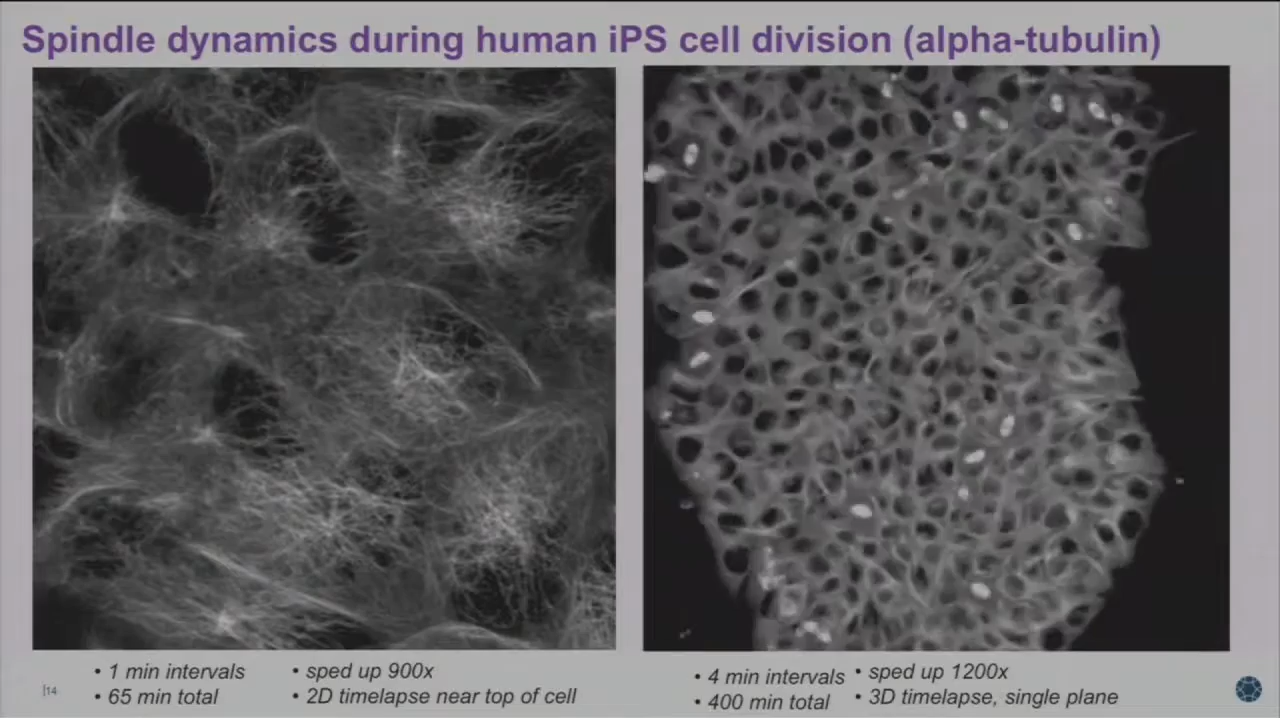 Spindle dynamics during human iPS cell division (alpha-tubulin)
• 1 min intervals
• 65 min total
• sped up 900x
• 2D timelapse near top of cell
• 4 min intervals
• 400 min total
• sped up 1200x
• 3D timelapse, single plane
|14